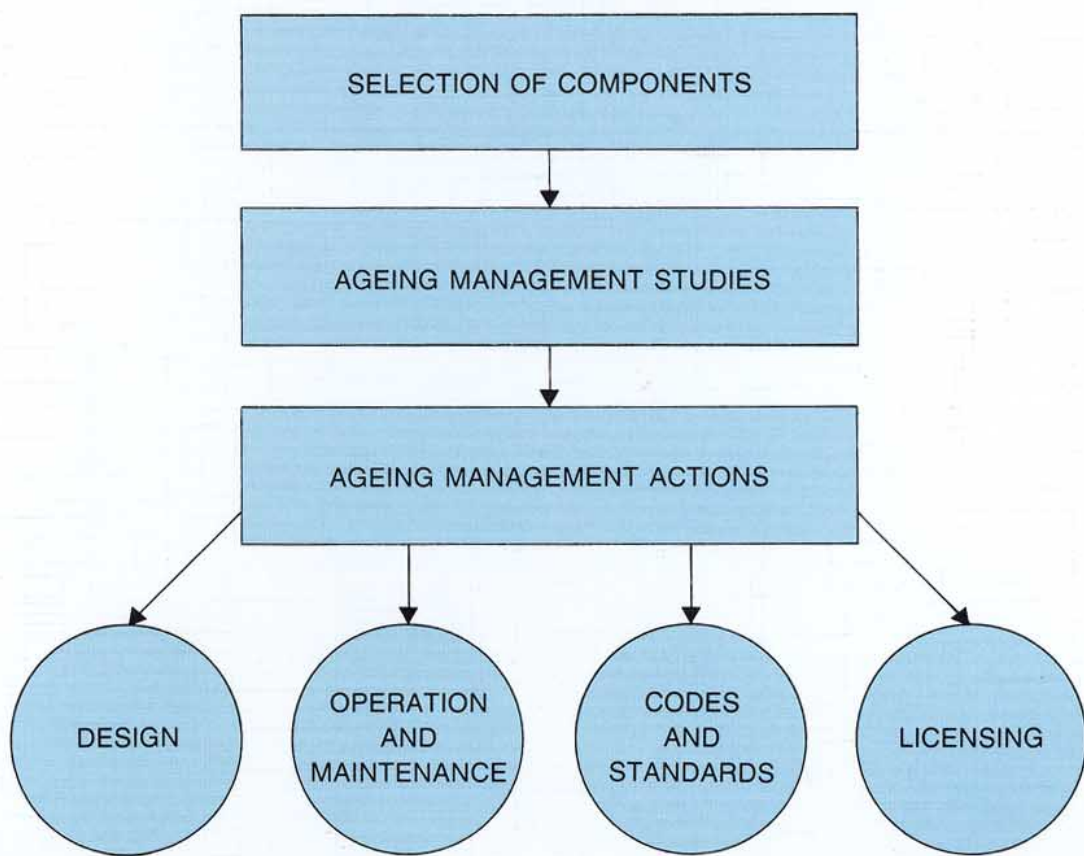 SELECTION OF COMPONENTS
AGEING MANAGEMENT STUDIES
AGEING MANAGEMENT ACTIONS
DESIGN
OPERATION
AND
MAINTENANCE
CODES
AND
STANDARDS
LICENSING